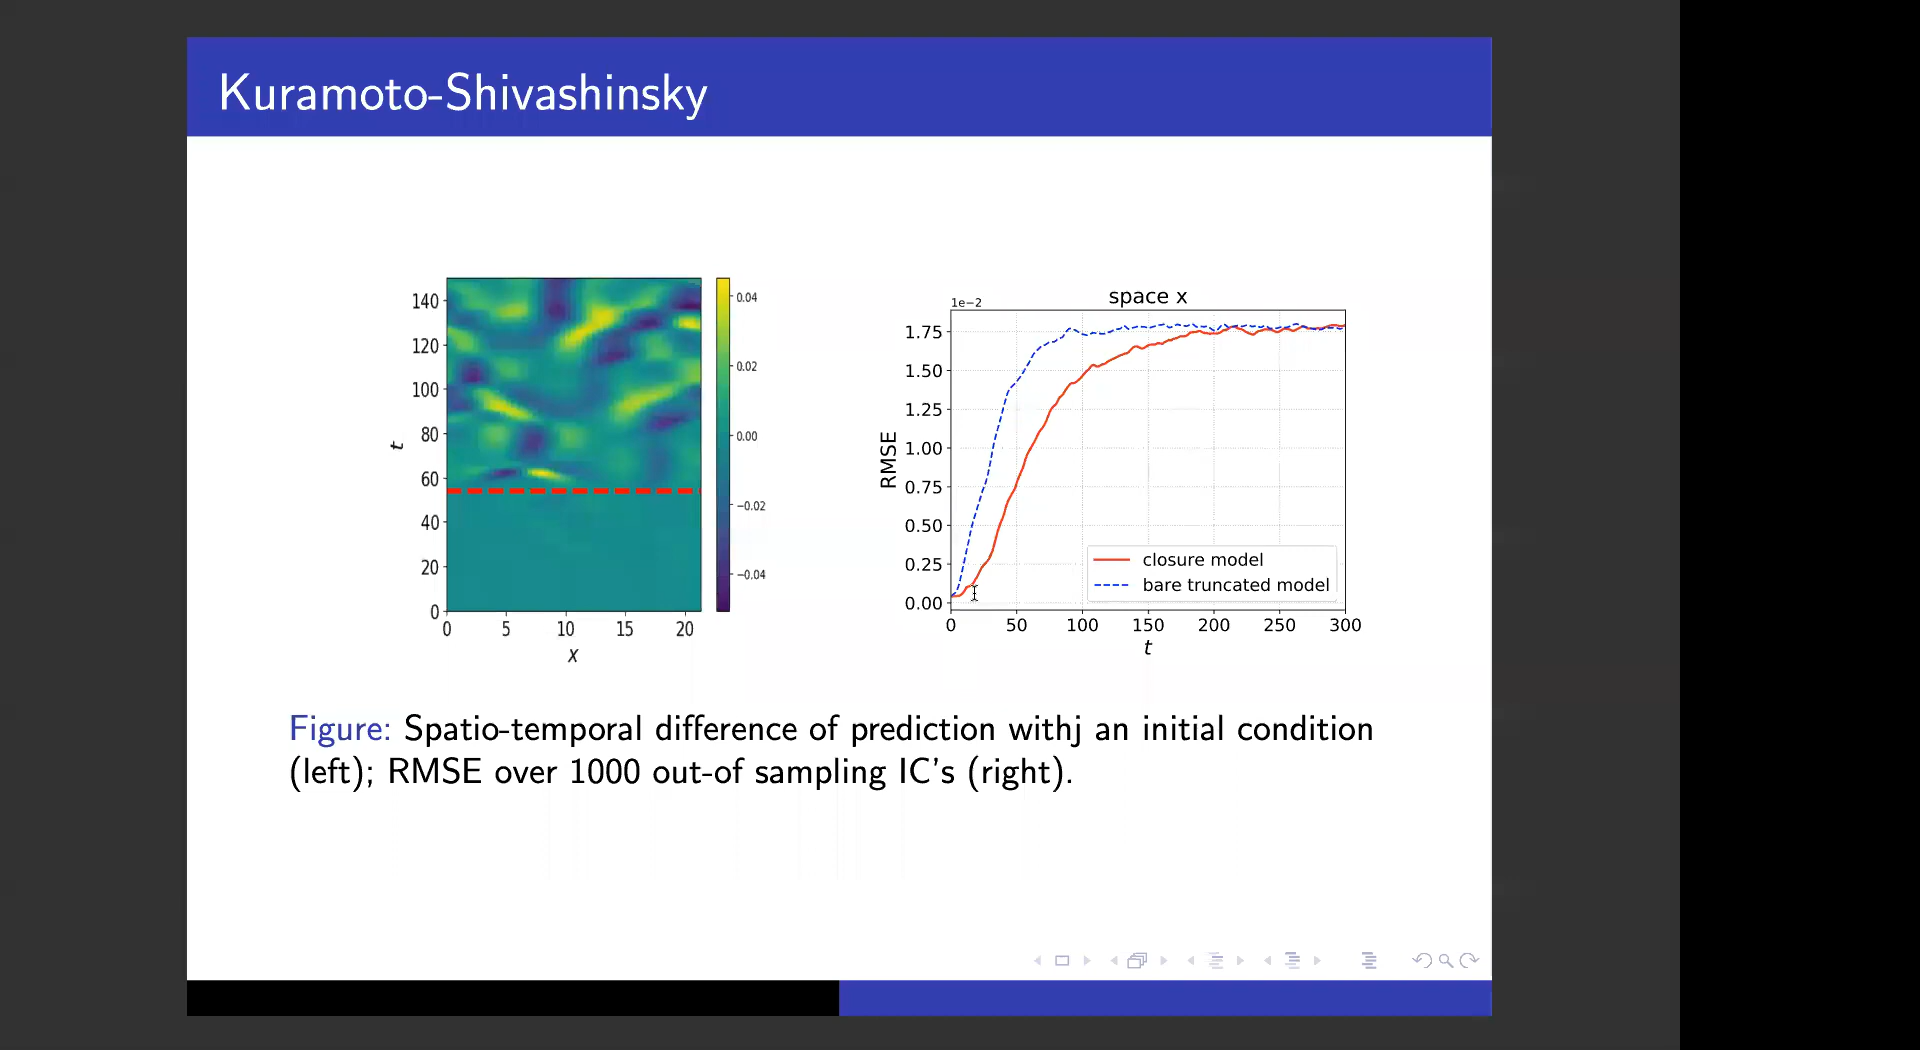 Kuramoto-Shivashinsky
140
120
100
80
60
40
20
0
t
0 5 10 15 20
x
0.04
0.02
0.00
−0.02
−0.04
space x
1e−2
1.75
1.50
1.25
1.00
0.75
0.50
0.25
0.00
RMSE
closure model
bare truncated model
0 50 100 150 200 250 300
t
Figure: Spatio-temporal difference of prediction withj an initial condition
(left); RMSE over 1000 out-of sampling IC's (right).